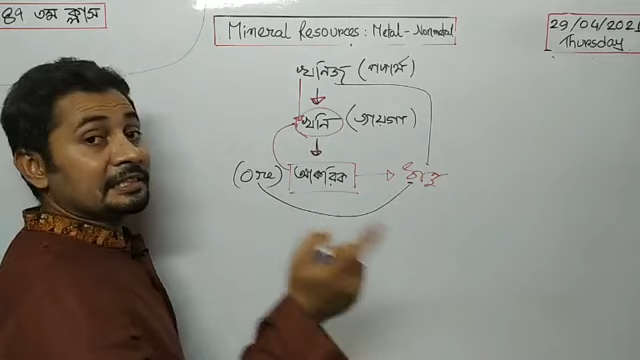 ৪৭ তম ক্লাস
Mineral Resources: Metal-Nonmetal
29/04/2021
Thursday
খনিজ (পদার্থ)
খনি (জায়গা)
(Ore) আকরিক ধাতু